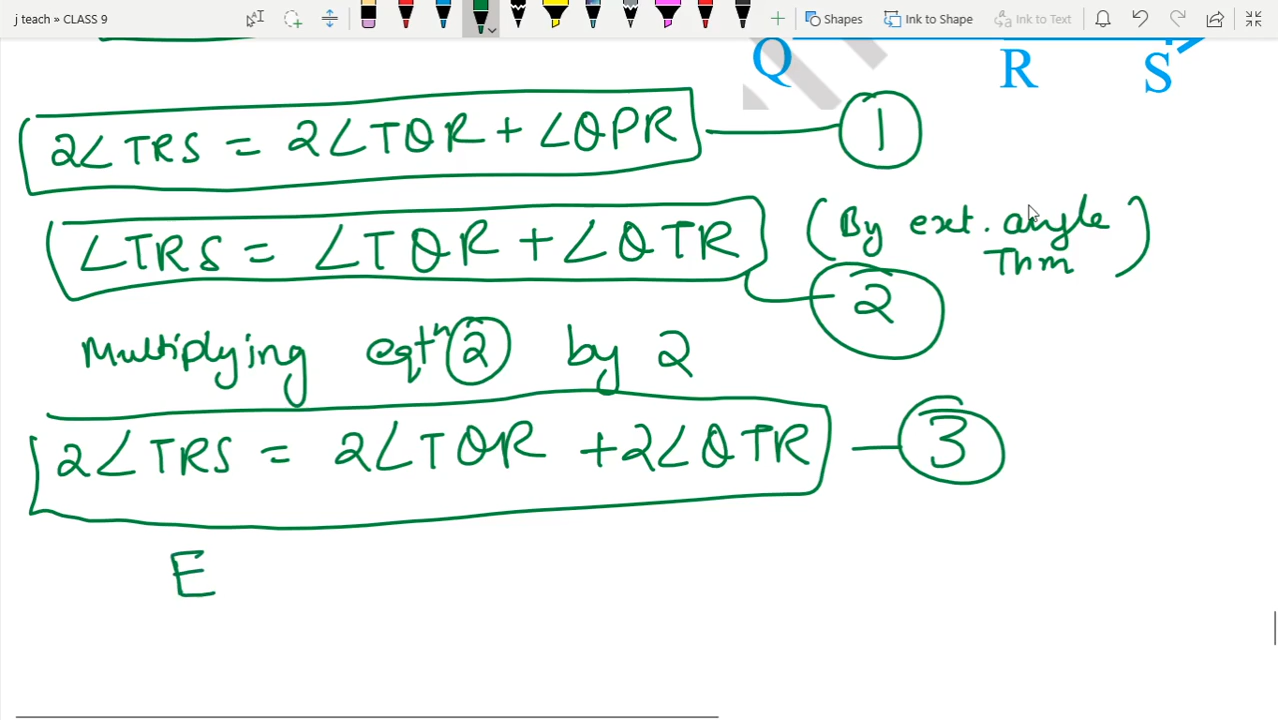 j teach » CLASS 9
Shapes
Ink to Shape
Ink to Text
Q
R
S
2∠TRS = 2∠TQR + ∠QPR — 1
∠TRS = ∠TQR + ∠QTR (By ext. angle
Thm)
2
Multiplying eqtⁿ 2 by 2
2∠TRS = 2∠TQR + 2∠QTR — 3
E